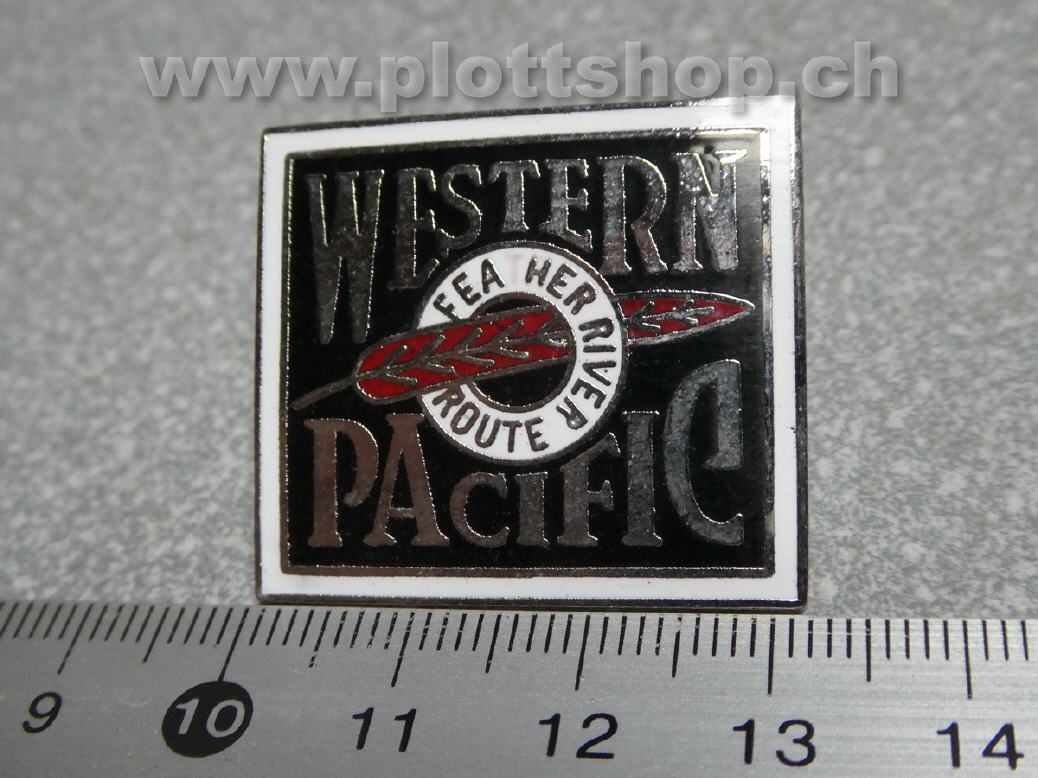 www.plottshop.ch
WESTERN
FEA HER RIVER
ROUTE
PACIFIC
9 10 11 12 13 14